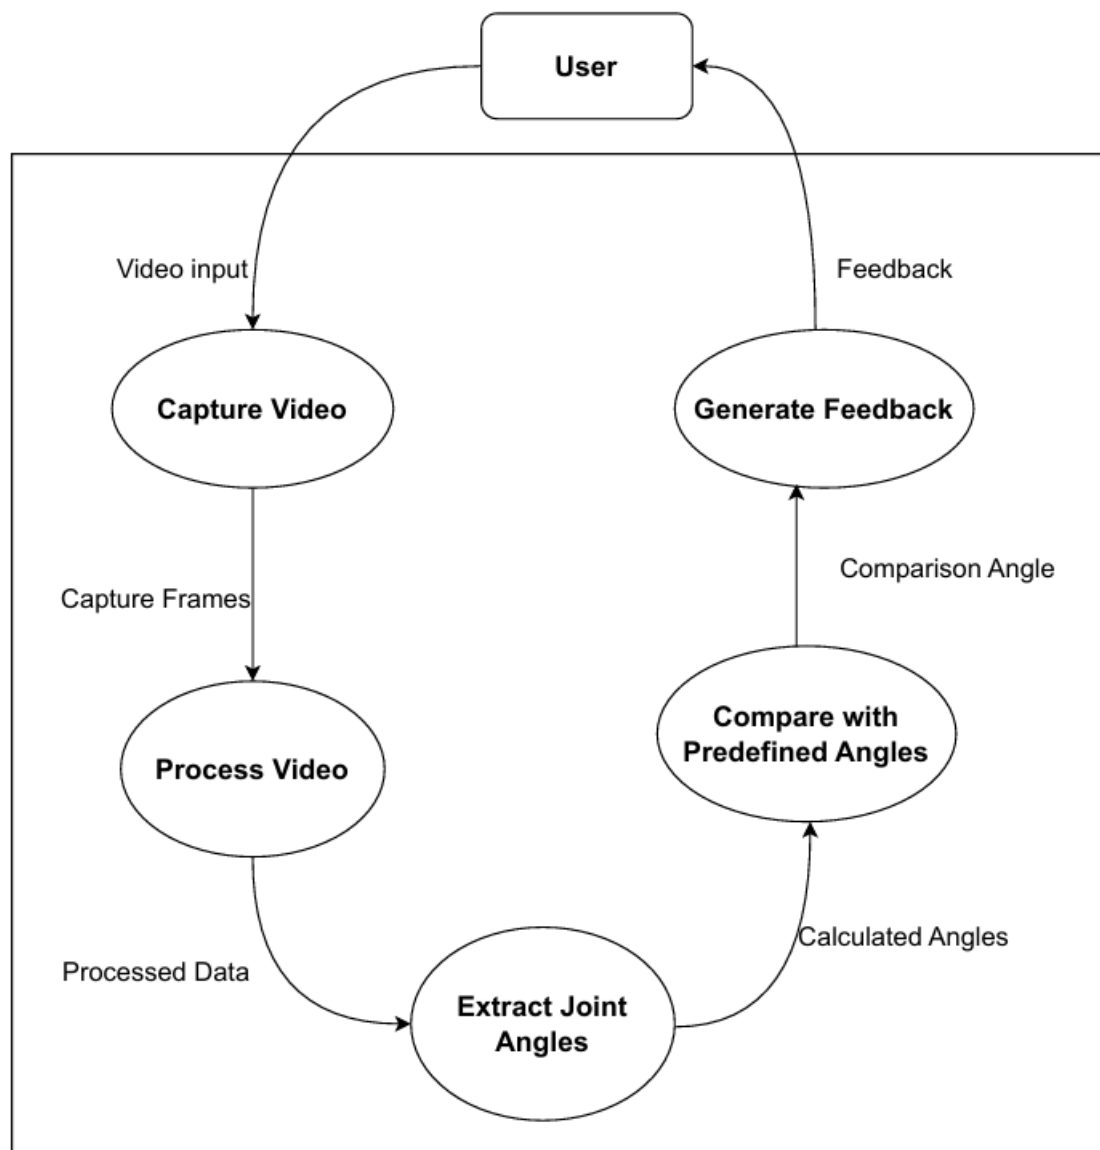 User
Video input
Feedback
Capture Video
Generate Feedback
Capture Frames
Comparison Angle
Process Video
Compare with
Predefined Angles
Processed Data
Calculated Angles
Extract Joint
Angles